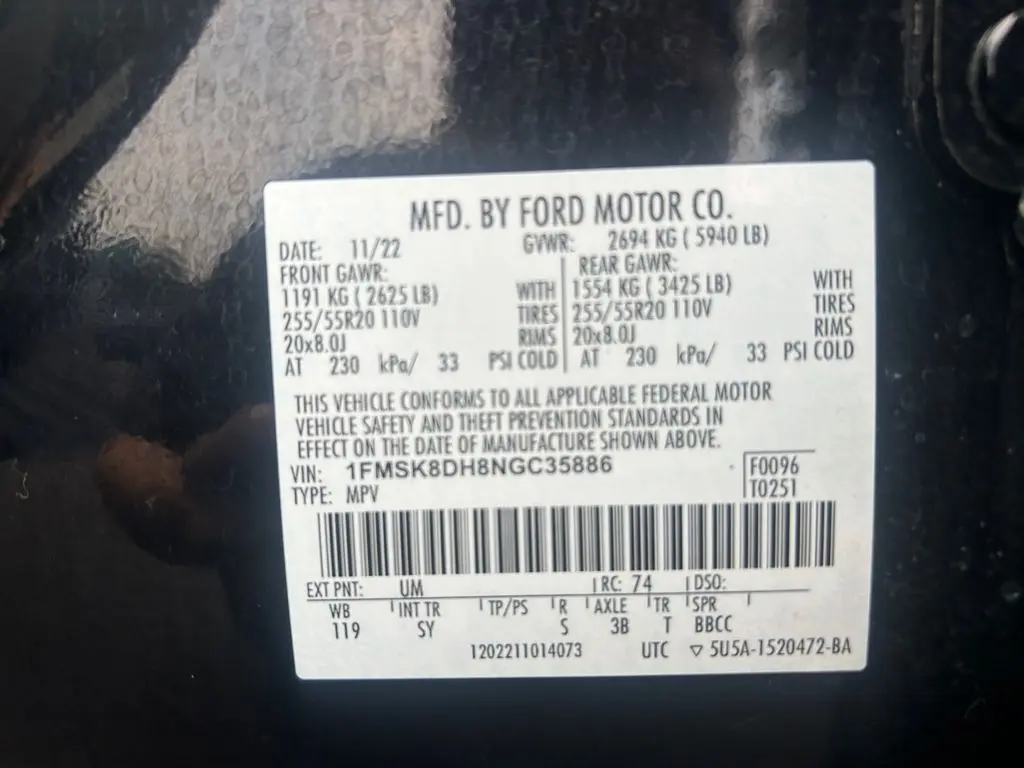 MFD. BY FORD MOTOR CO.
DATE: 11/22 GVWR: 2694 KG ( 5940 LB)
FRONT GAWR: REAR GAWR:
1191 KG ( 2625 LB) WITH 1554 KG ( 3425 LB) WITH
255/55R20 110V TIRES 255/55R20 110V TIRES
20x8.0J RIMS 20x8.0J RIMS
AT 230 kPa/ 33 PSI COLD AT 230 kPa/ 33 PSI COLD
THIS VEHICLE CONFORMS TO ALL APPLICABLE FEDERAL MOTOR
VEHICLE SAFETY AND THEFT PREVENTION STANDARDS IN
EFFECT ON THE DATE OF MANUFACTURE SHOWN ABOVE.
VIN: 1FMSK8DH8NGC35886 F0096
TYPE: MPV T0251
EXT PNT: UM RC: 74 DSO:
WB INT TR TP/PS R AXLE TR SPR
119 SY S 3B T BBCC
1202211014073 UTC ▽ 5U5A-1520472-BA